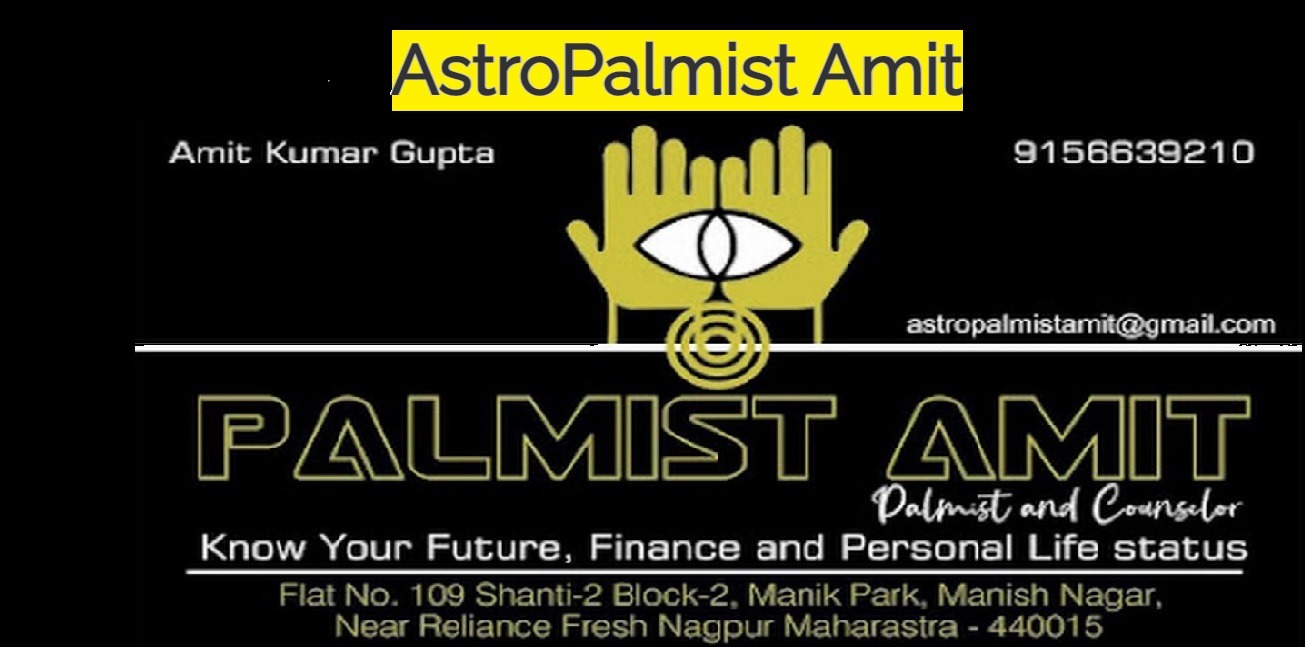 AstroPalmist Amit
Amit Kumar Gupta
9156639210
astropalmistamit@gmail.com
PALMIST AMIT
Palmist and Counselor
Know Your Future, Finance and Personal Life status
Flat No. 109 Shanti-2 Block-2, Manik Park, Manish Nagar,
Near Reliance Fresh Nagpur Maharastra - 440015